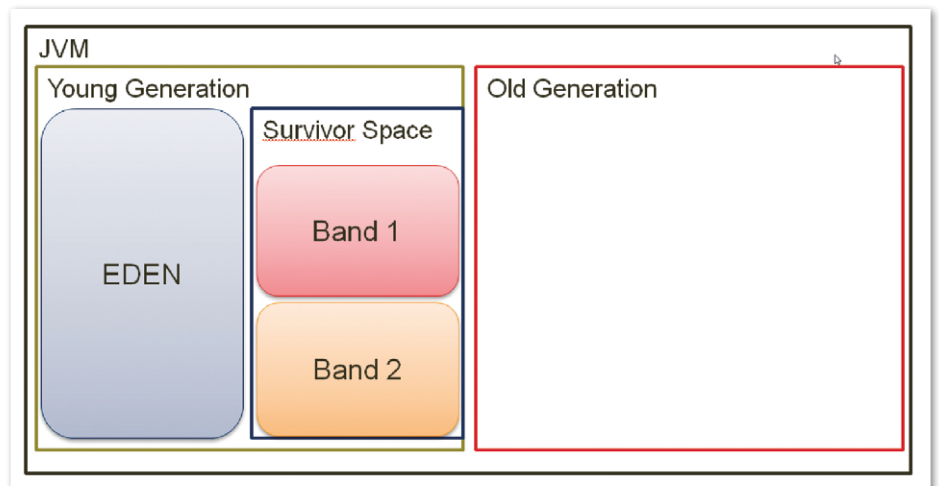 JVM
Young Generation
Old Generation
Survivor Space
Band 1
EDEN
Band 2